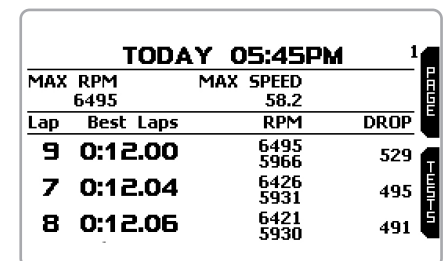 TODAY 05:45PM 1
MAX RPM MAX SPEED
6495 58.2
Lap Best Laps RPM DROP
9 0:12.00 6495 5966 529
7 0:12.04 6426 5931 495
8 0:12.06 6421 5930 491
PAGE
TESTS